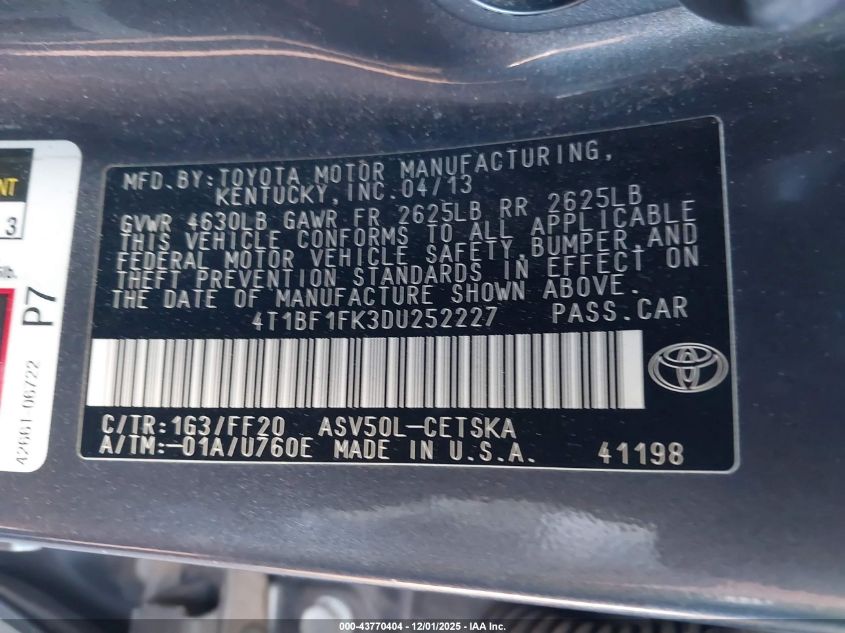 MFD.BY:TOYOTA MOTOR MANUFACTURING,
KENTUCKY,INC.04/13
GVWR 4630LB GAWR FR 2625LB RR 2625LB
THIS VEHICLE CONFORMS TO ALL APPLICABLE
FEDERAL MOTOR VEHICLE SAFETY,BUMPER,AND
THEFT PREVENTION STANDARDS IN EFFECT ON
THE DATE OF MANUFACTURE SHOWN ABOVE.
4T1BF1FK3DU252227 PASS.CAR
C/TR:1G3/FF20 ASV50L-CETSKA
A/TM:-01A/U760E MADE IN U.S.A. 41198
3
P7
42661-06722
000-43770404 - 12/01/2025 - IAA Inc.